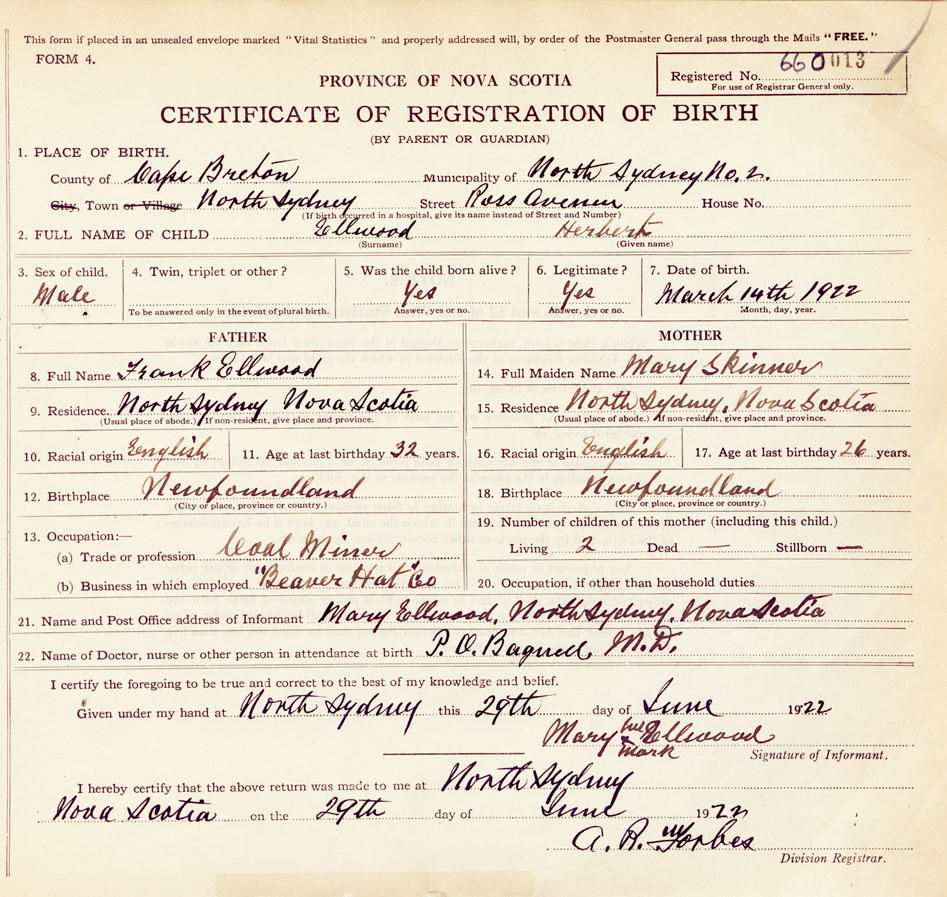 This form if placed in an unsealed envelope marked "Vital Statistics" and properly addressed will, by order of the Postmaster General pass through the Mails "FREE."
FORM 4.
660013
Registered No.
For use of Registrar General only.
PROVINCE OF NOVA SCOTIA
CERTIFICATE OF REGISTRATION OF BIRTH
(BY PARENT OR GUARDIAN)
1. PLACE OF BIRTH.
County of Cape Breton Municipality of North Sydney No. 2.
City, Town or Village North Sydney Street Ross Avenue House No.
(If birth occurred in a hospital, give its name instead of Street and Number)
2. FULL NAME OF CHILD Ellwood Herbert
(Surname) (Given name)
3. Sex of child. 4. Twin, triplet or other? 5. Was the child born alive? 6. Legitimate? 7. Date of birth.
Male Yes Yes March 14th 1922
To be answered only in the event of plural birth. Answer, yes or no. Answer, yes or no. Month, day, year.
FATHER MOTHER
8. Full Name Frank Ellwood 14. Full Maiden Name Mary Skinner
9. Residence. North Sydney Nova Scotia 15. Residence North Sydney, Nova Scotia
(Usual place of abode.) If non-resident, give place and province. (Usual place of abode.) If non-resident, give place and province.
10. Racial origin English 11. Age at last birthday 32 years. 16. Racial origin English 17. Age at last birthday 26 years.
12. Birthplace Newfoundland 18. Birthplace Newfoundland
(City or place, province or country.) (City or place, province or country.)
13. Occupation:— 19. Number of children of this mother (including this child.)
(a) Trade or profession Coal Miner Living 2 Dead — Stillborn —
(b) Business in which employed "Beaver Hat" Co 20. Occupation, if other than household duties
21. Name and Post Office address of Informant Mary Ellwood, North Sydney, Nova Scotia
22. Name of Doctor, nurse or other person in attendance at birth P. O. Bagnell M.D.
I certify the foregoing to be true and correct to the best of my knowledge and belief.
Given under my hand at North Sydney this 29th day of June 1922
Mary her x mark Ellwood
Signature of Informant.
I hereby certify that the above return was made to me at North Sydney
Nova Scotia on the 29th day of June 1922
A. R. Forbes
Division Registrar.